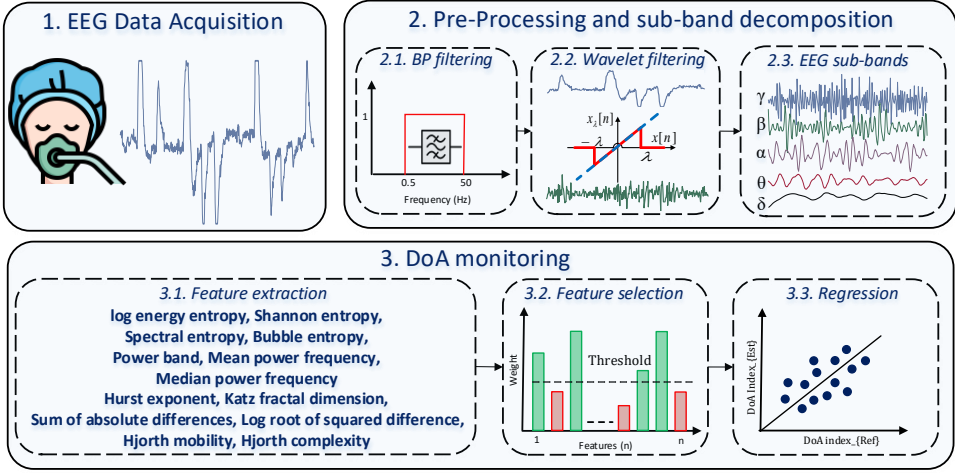 1. EEG Data Acquisition
2. Pre-Processing and sub-band decomposition
2.1. BP filtering
1
0.5
50
Frequency (Hz)
2.2. Wavelet filtering
x_λ[n]
x[n]
− λ
λ
2.3. EEG sub-bands
γ
β
α
θ
δ
3. DoA monitoring
3.1. Feature extraction
log energy entropy, Shannon entropy,
Spectral entropy, Bubble entropy,
Power band, Mean power frequency,
Median power frequency
Hurst exponent, Katz fractal dimension,
Sum of absolute differences, Log root of squared difference,
Hjorth mobility, Hjorth complexity
3.2. Feature selection
Weight
Threshold
1
n
Features (n)
3.3. Regression
DoA Index_{Est}
DoA index_{Ref}